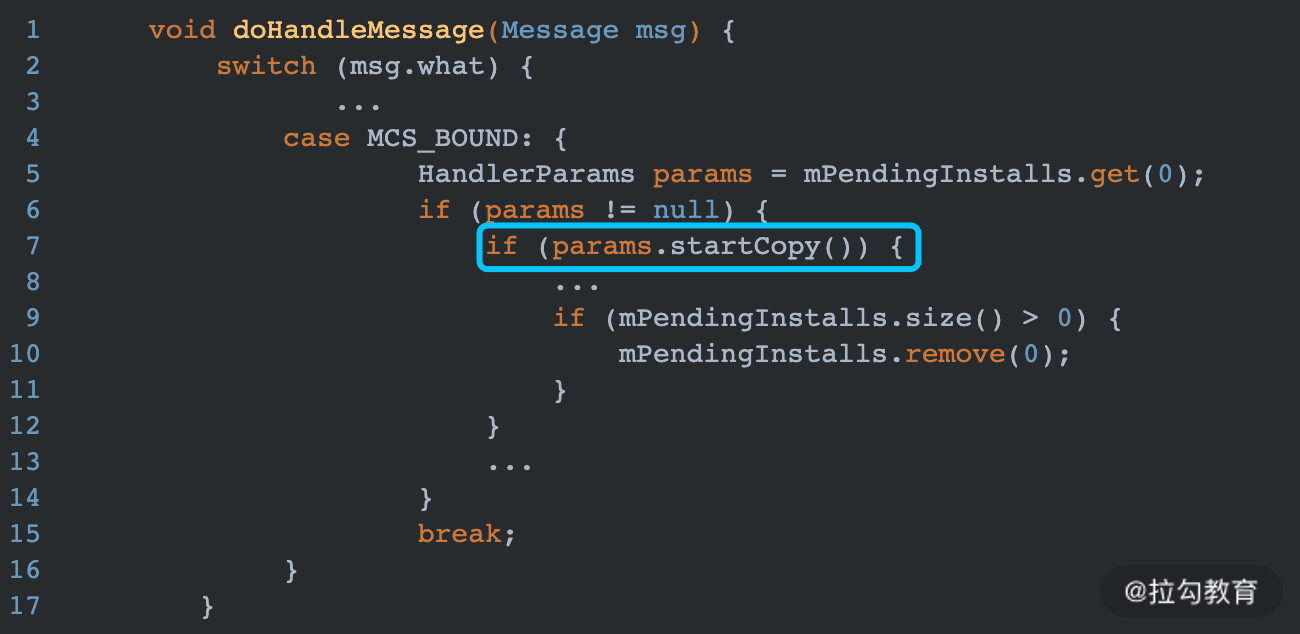 1 void doHandleMessage(Message msg) {
2 switch (msg.what) {
3 ...
4 case MCS_BOUND: {
5 HandlerParams params = mPendingInstalls.get(0);
6 if (params != null) {
7 if (params.startCopy()) {
8 ...
9 if (mPendingInstalls.size() > 0) {
10 mPendingInstalls.remove(0);
11 }
12 }
13 ...
14 }
15 break;
16 }
17 }
@拉勾教育